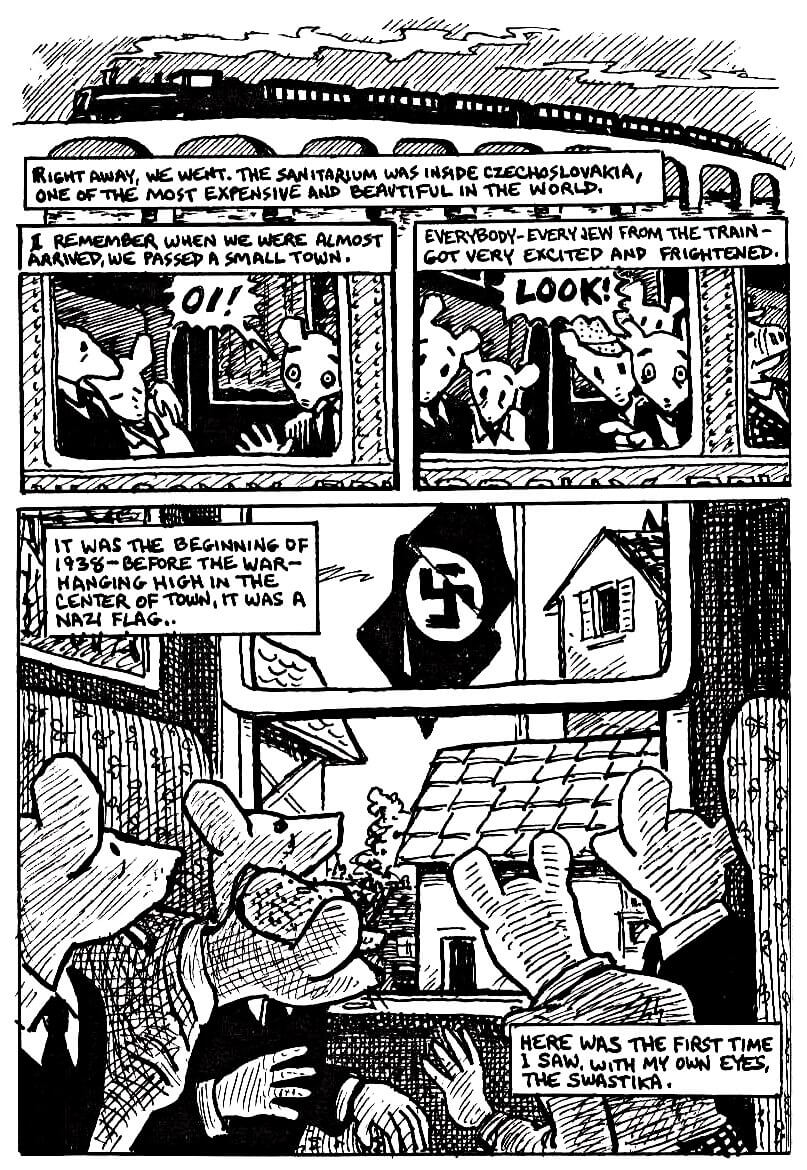 RIGHT AWAY, WE WENT. THE SANITARIUM WAS INSIDE CZECHOSLOVAKIA,
ONE OF THE MOST EXPENSIVE AND BEAUTIFUL IN THE WORLD.
I REMEMBER WHEN WE WERE ALMOST
ARRIVED, WE PASSED A SMALL TOWN.
OI!
EVERYBODY–EVERY JEW FROM THE TRAIN–
GOT VERY EXCITED AND FRIGHTENED.
LOOK!
IT WAS THE BEGINNING OF
1938–BEFORE THE WAR–
HANGING HIGH IN THE
CENTER OF TOWN, IT WAS A
NAZI FLAG..
HERE WAS THE FIRST TIME
I SAW, WITH MY OWN EYES,
THE SWASTIKA.